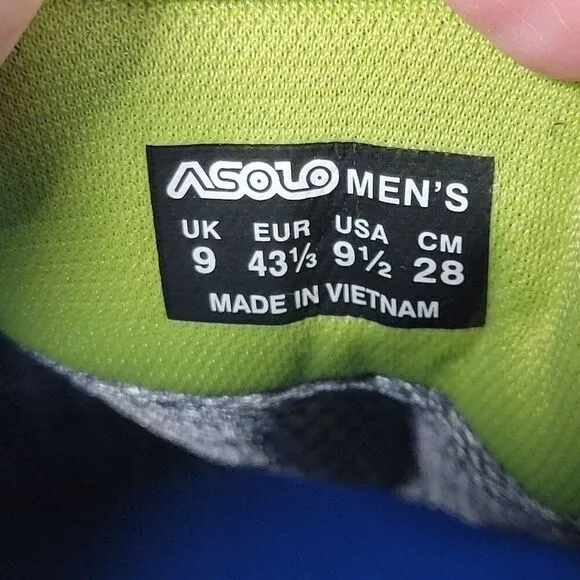 ASOLO MEN'S
UK EUR USA CM
9 43⅓ 9½ 28
MADE IN VIETNAM